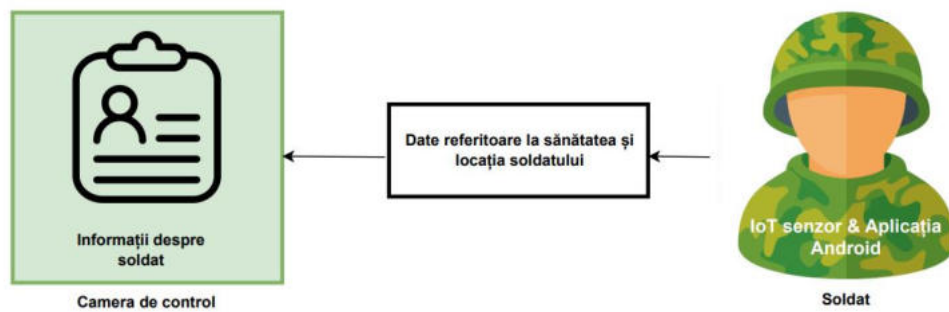 Informații despre
soldat
Camera de control
Date referitoare la sănătatea și
locația soldatului
IoT senzor & Aplicația
Android
Soldat